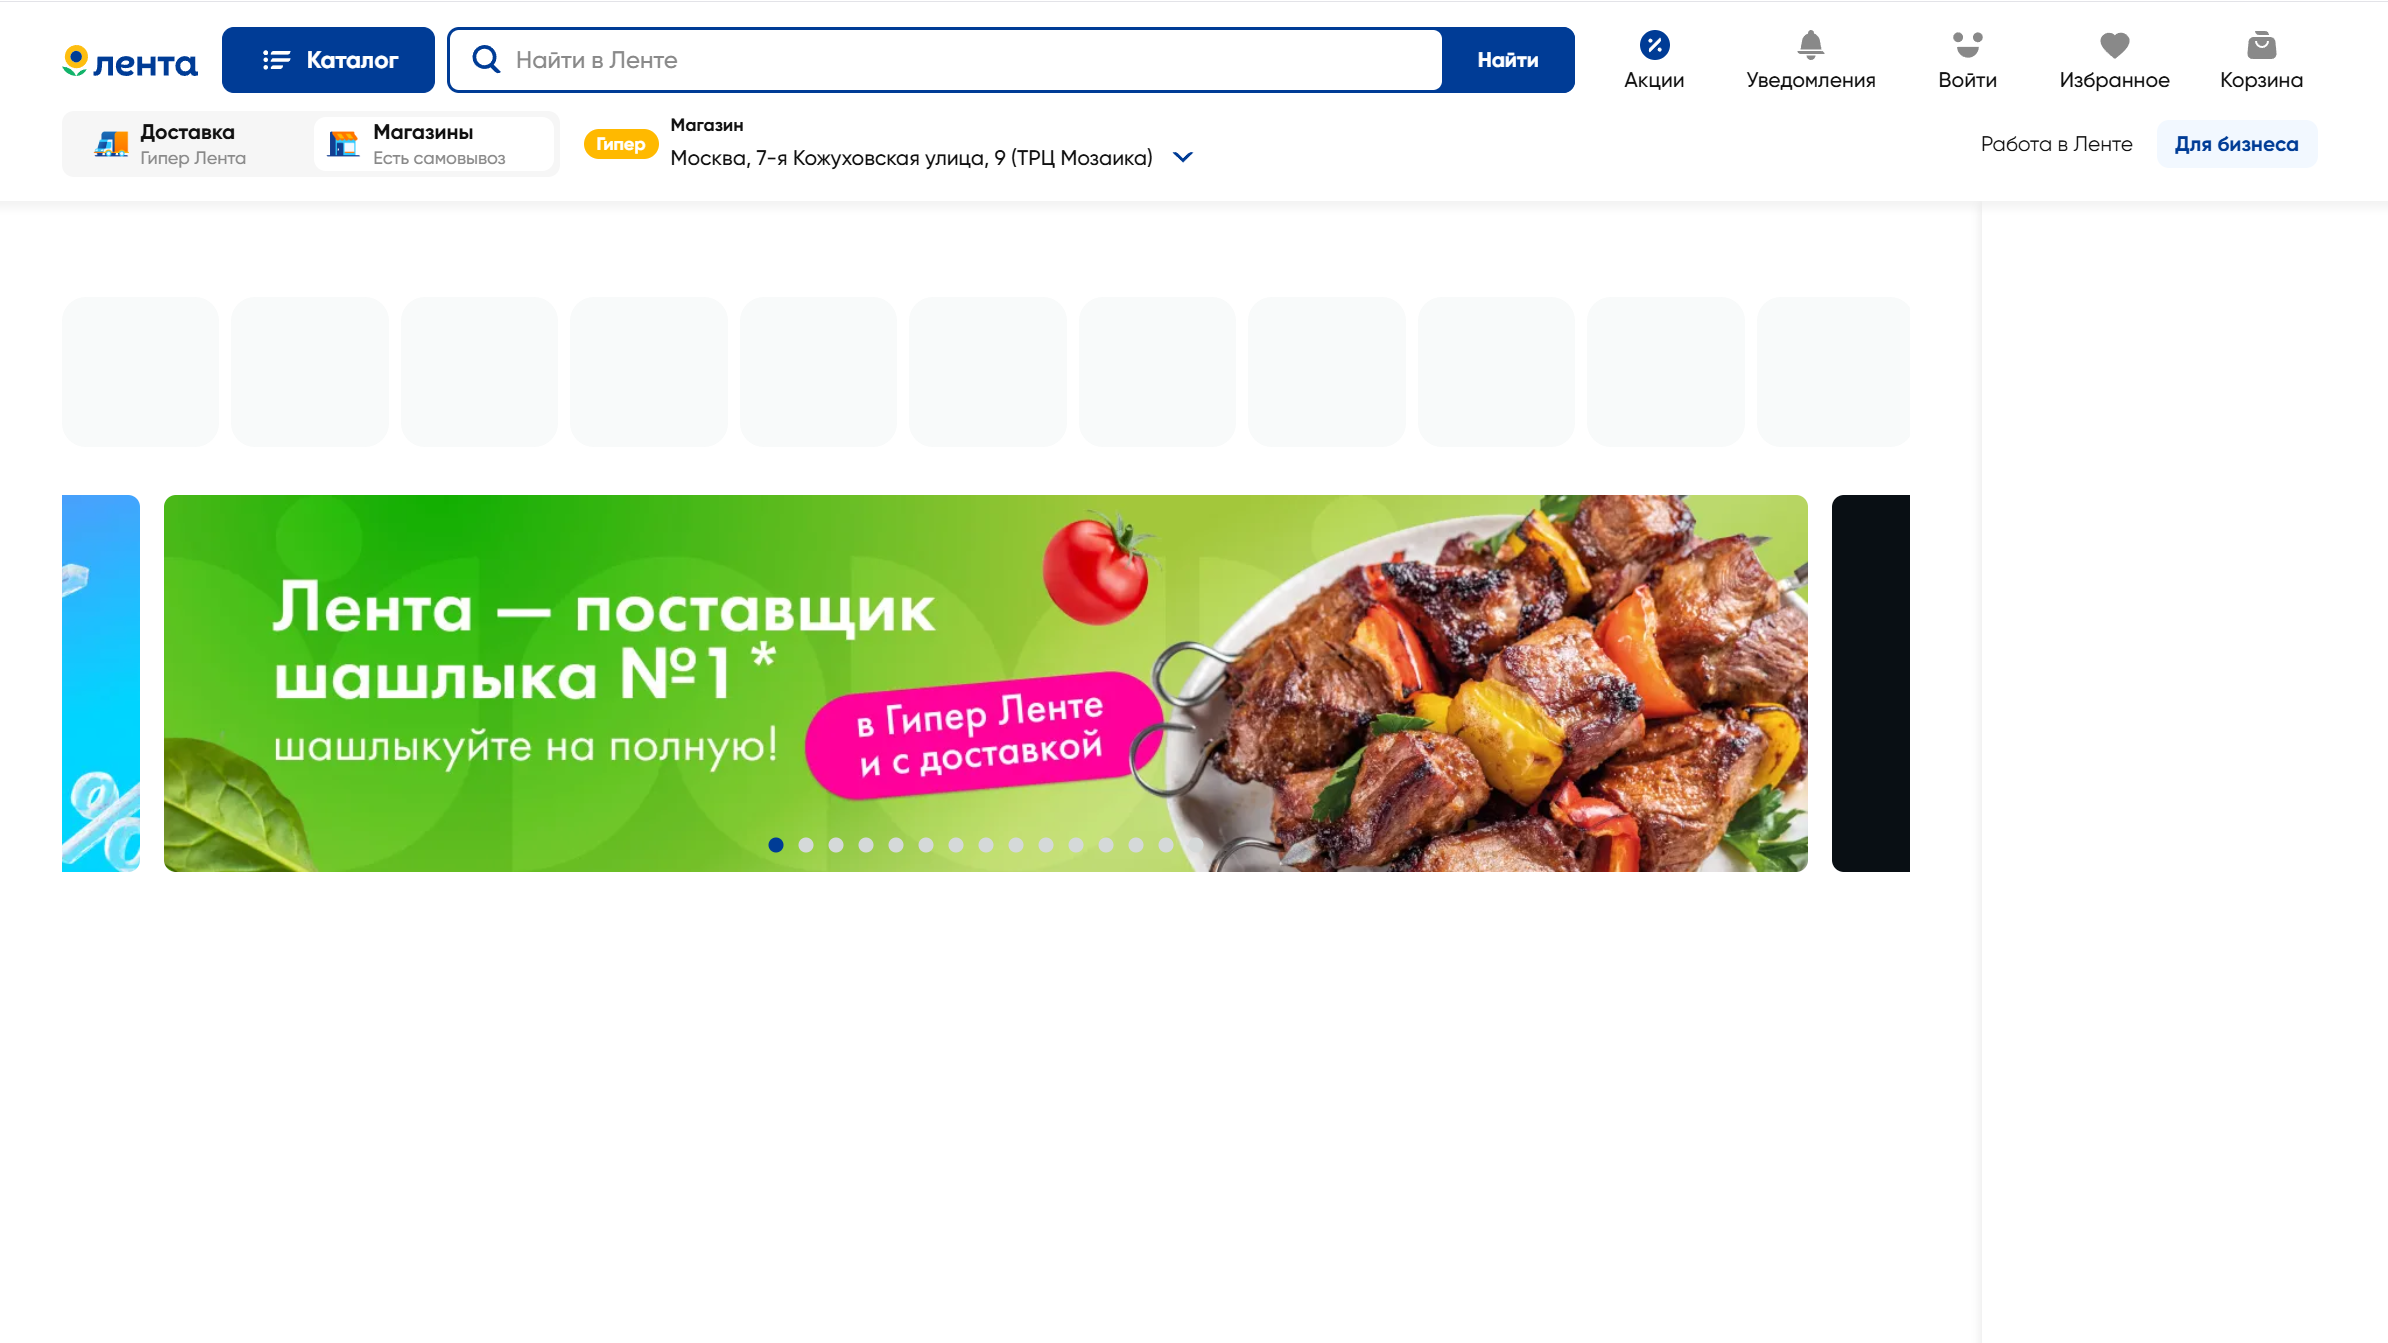 лента
Каталог
Найти в Ленте
Найти
Акции
Уведомления
Войти
Избранное
Корзина
Доставка
Гипер Лента
Магазины
Есть самовывоз
Гипер
Магазин
Москва, 7-я Кожуховская улица, 9 (ТРЦ Мозаика)
Работа в Ленте
Для бизнеса
Лента — поставщик
шашлыка №1*
шашлыкуйте на полную!
в Гипер Ленте
и с доставкой
%